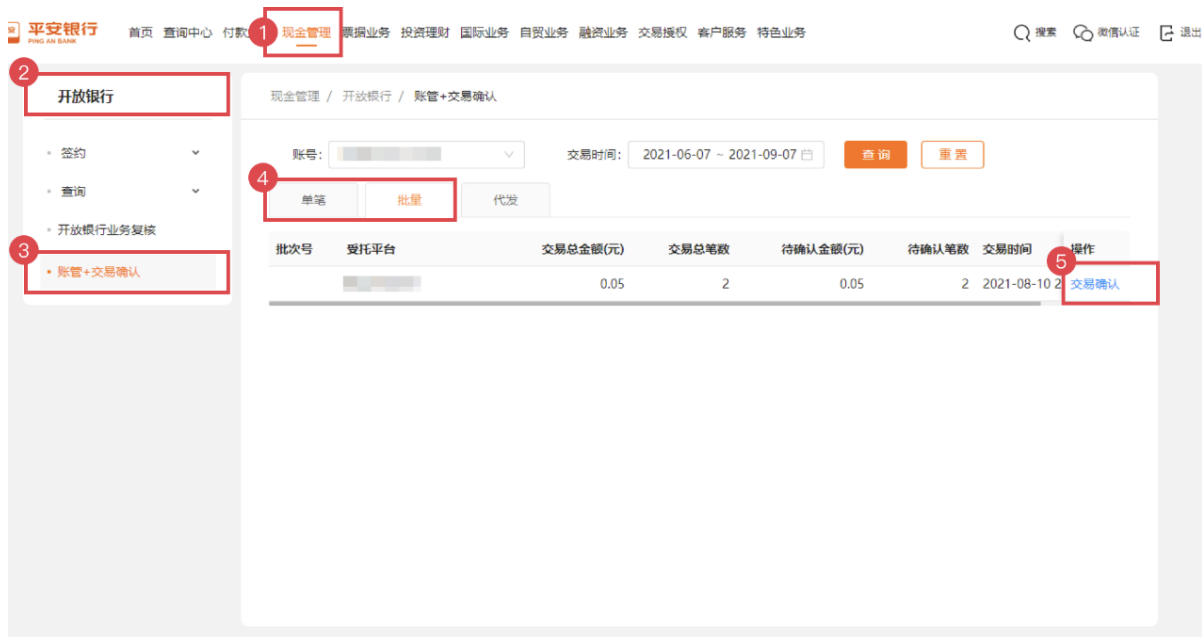 平安银行
PING AN BANK
首页 查询中心 付款 1 现金管理 票据业务 投资理财 国际业务 自贸业务 融资业务 交易授权 客户服务 特色业务 搜索 微信认证 退出
2
开放银行
现金管理 / 开放银行 / 账管+交易确认
签约
账号: 交易时间: 2021-06-07 ~ 2021-09-07 查询 重置
查询
4
单笔 批量 代发
开放银行业务复核
3
批次号 受托平台 交易总金额(元) 交易总笔数 待确认金额(元) 待确认笔数 交易时间 操作
5
账管+交易确认
0.05 2 0.05 2 2021-08-10 2 交易确认